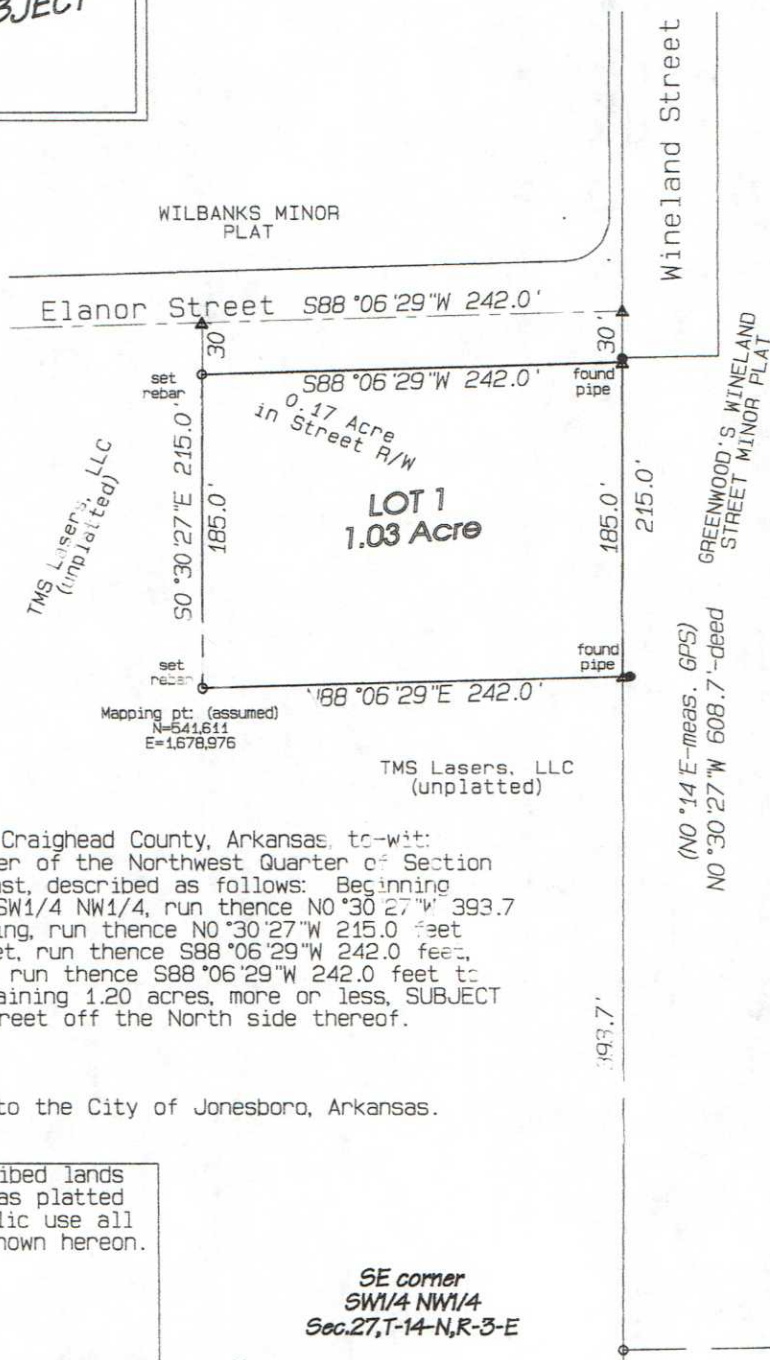 BJECT
Wineland Street
WILBANKS MINOR
PLAT
Elanor Street S88°06'29"W 242.0'
30'
30'
set
rebar
S88°06'29"W 242.0'
found
pipe
0.17 Acre
in Street R/W
GREENWOOD'S WINELAND
STREET MINOR PLAT
TMS Lasers, LLC
(unplatted)
S0°30'27"E 215.0'
185.0'
LOT 1
1.03 Acre
185.0'
215.0'
set
rebar
found
pipe
88°06'29"E 242.0'
Mapping pt: (assumed)
N=541,611
E=1,678,976
TMS Lasers, LLC
(unplatted)
(N0°14'E-meas. GPS)
N0°30'27"W 608.7'-deed
Craighead County, Arkansas, to-wit:
er of the Northwest Quarter of Section
ast, described as follows: Beginning
SW1/4 NW1/4, run thence N0°30'27"W 393.7
ing, run thence N0°30'27"W 215.0 feet
et, run thence S88°06'29"W 242.0 feet,
run thence S88°06'29"W 242.0 feet to
aining 1.20 acres, more or less, SUBJECT
treet off the North side thereof.
393.7'
to the City of Jonesboro, Arkansas.
ibed lands
as platted
lic use all
hown hereon.
SE corner
SW1/4 NW1/4
Sec.27,T-14-N,R-3-E